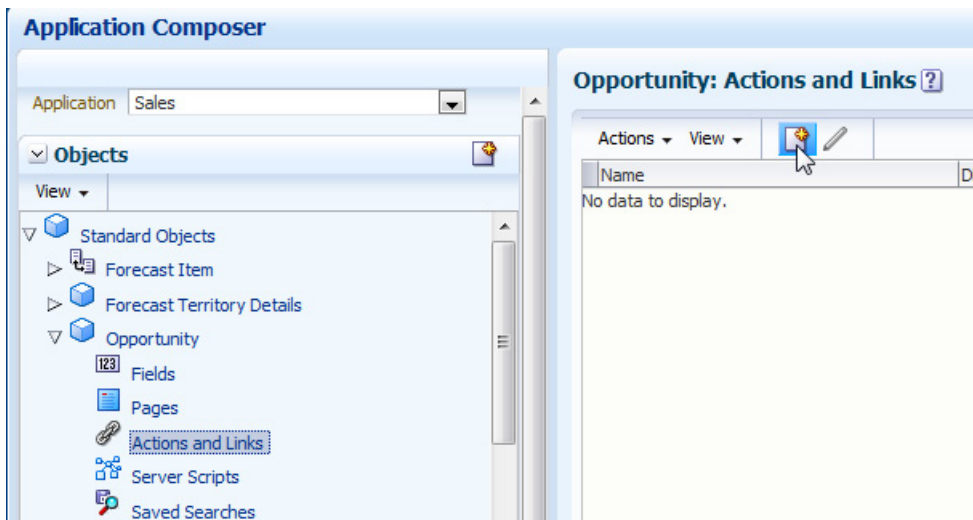 Application Composer
Application Sales
Objects
View
Standard Objects
Forecast Item
Forecast Territory Details
Opportunity
123 Fields
Pages
Actions and Links
Server Scripts
Saved Searches
Opportunity: Actions and Links ?
Actions View
Name D
No data to display.